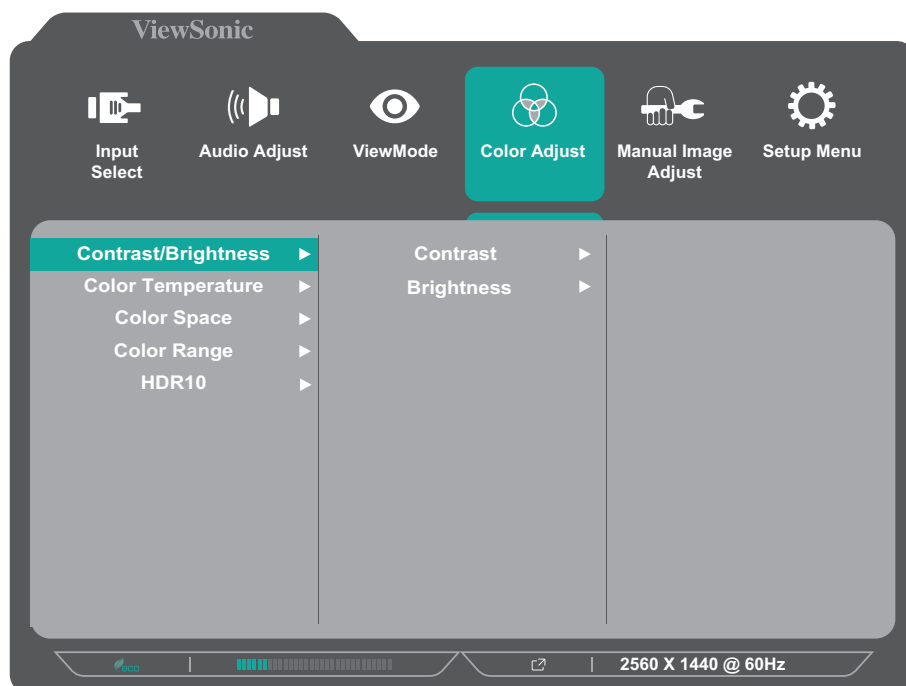 ViewSonic
Input Select
Audio Adjust
ViewMode
Color Adjust
Manual Image Adjust
Setup Menu
Contrast/Brightness
Contrast
Color Temperature
Brightness
Color Space
Color Range
HDR10
eco
2560 X 1440 @ 60Hz